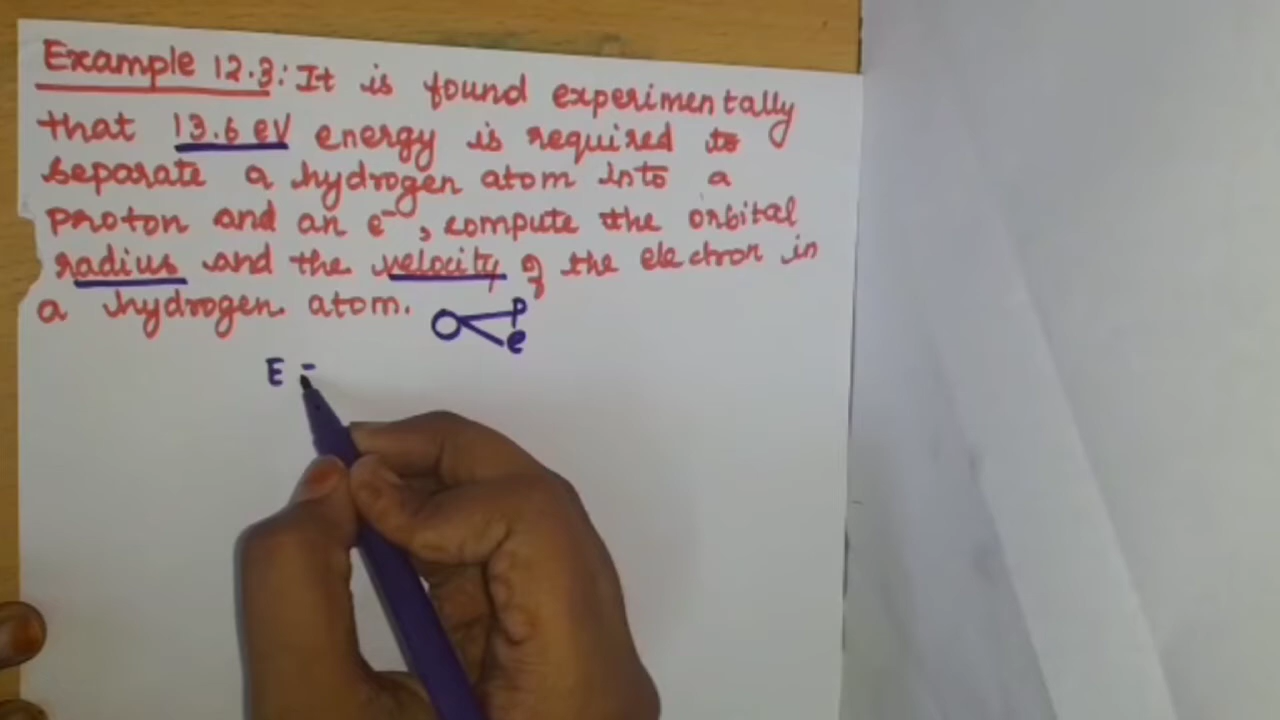 Example 12.3: It is found experimentally
that 13.6 eV energy is required to
separate a hydrogen atom into a
proton and an e⁻, compute the orbital
radius and the velocity of the electron in
a hydrogen atom.
P
e
E =